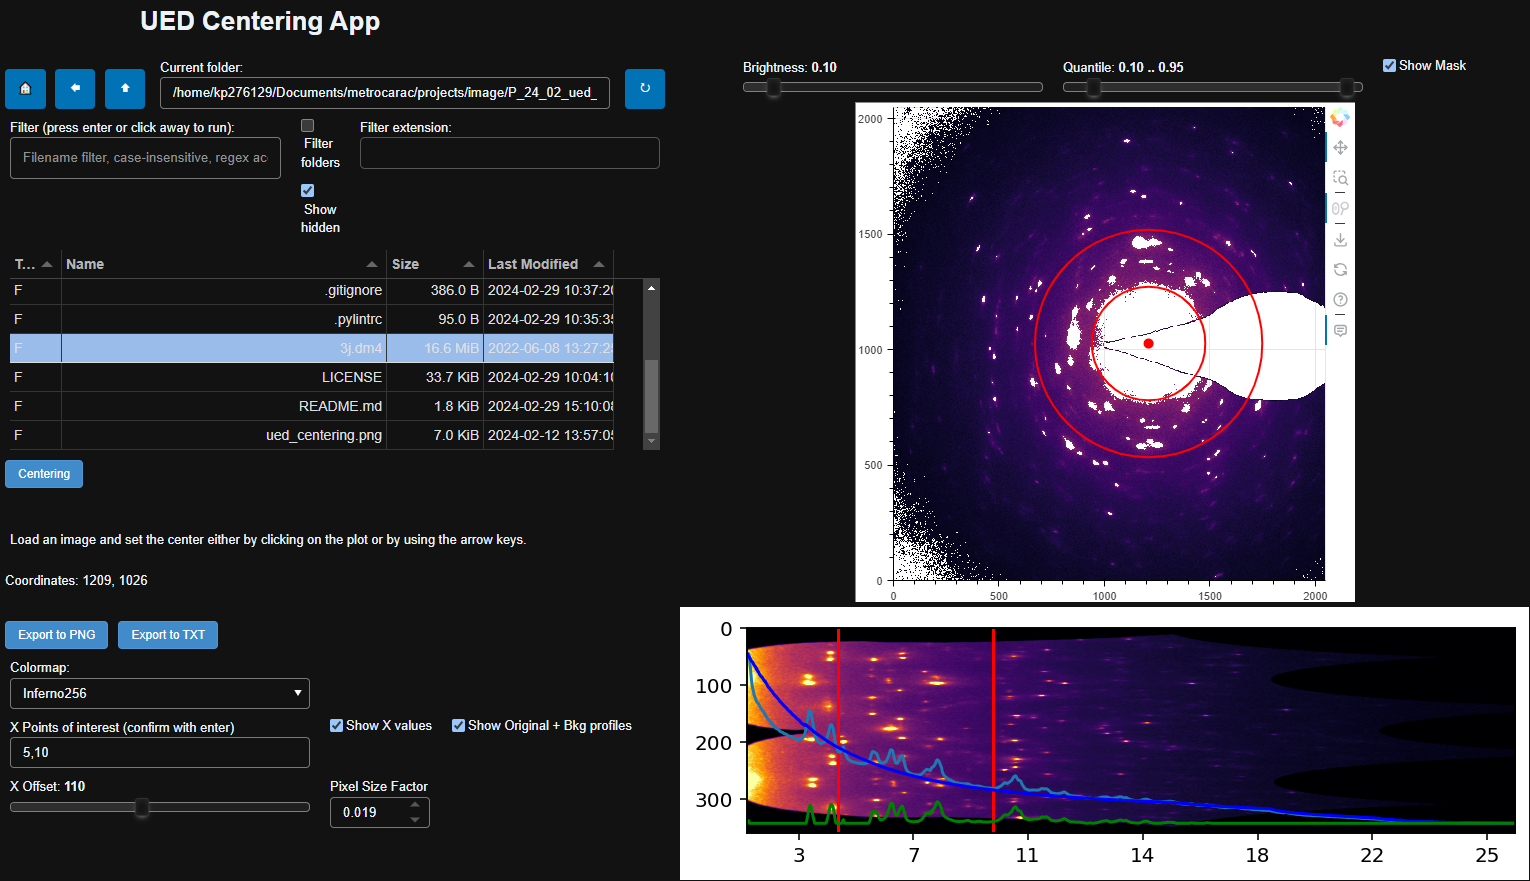 UED Centering App
Current folder:
/home/kp276129/Documents/metrocarac/projects/image/P_24_02_ued_
Filter (press enter or click away to run):
Filename filter, case-insensitive, regex acc
Filter folders
Show hidden
Filter extension:
T... Name Size Last Modified
F .gitignore 386.0 B 2024-02-29 10:37:20
F .pylintrc 95.0 B 2024-02-29 10:35:35
F 3j.dm4 16.6 MiB 2022-06-08 13:27:25
F LICENSE 33.7 KiB 2024-02-29 10:04:10
F README.md 1.8 KiB 2024-02-29 15:10:08
F ued_centering.png 7.0 KiB 2024-02-12 13:57:05
Centering
Load an image and set the center either by clicking on the plot or by using the arrow keys.
Coordinates: 1209, 1026
Export to PNG Export to TXT
Colormap:
Inferno256
X Points of interest (confirm with enter)
5,10
Show X values Show Original + Bkg profiles
X Offset: 110
Pixel Size Factor
0.019
Brightness: 0.10
Quantile: 0.10 .. 0.95
Show Mask
2000
1500
1000
500
0
0 500 1000 1500 2000
0
100
200
300
3 7 11 14 18 22 25